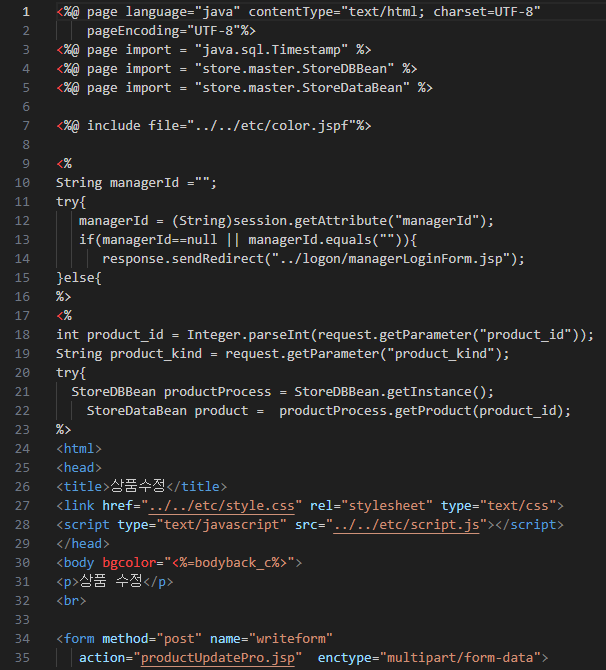 1 <%@ page language="java" contentType="text/html; charset=UTF-8"
2     pageEncoding="UTF-8"%>
3 <%@ page import = "java.sql.Timestamp" %>
4 <%@ page import = "store.master.StoreDBBean" %>
5 <%@ page import = "store.master.StoreDataBean" %>
6
7 <%@ include file="../../etc/color.jspf"%>
8
9 <%
10 String managerId ="";
11 try{
12    managerId = (String)session.getAttribute("managerId");
13    if(managerId==null || managerId.equals("")){
14       response.sendRedirect("../logon/managerLoginForm.jsp");
15 }else{
16 %>
17 <%
18 int product_id = Integer.parseInt(request.getParameter("product_id"));
19 String product_kind = request.getParameter("product_kind");
20 try{
21   StoreDBBean productProcess = StoreDBBean.getInstance();
22     StoreDataBean product =  productProcess.getProduct(product_id);
23 %>
24 <html>
25 <head>
26 <title>상품수정</title>
27 <link href="../../etc/style.css" rel="stylesheet" type="text/css">
28 <script type="text/javascript" src="../../etc/script.js"></script>
29 </head>
30 <body bgcolor="<%=bodyback_c%>">
31 <p>상품 수정</p>
32 <br>
33
34 <form method="post" name="writeform"
35    action="productUpdatePro.jsp"  enctype="multipart/form-data">